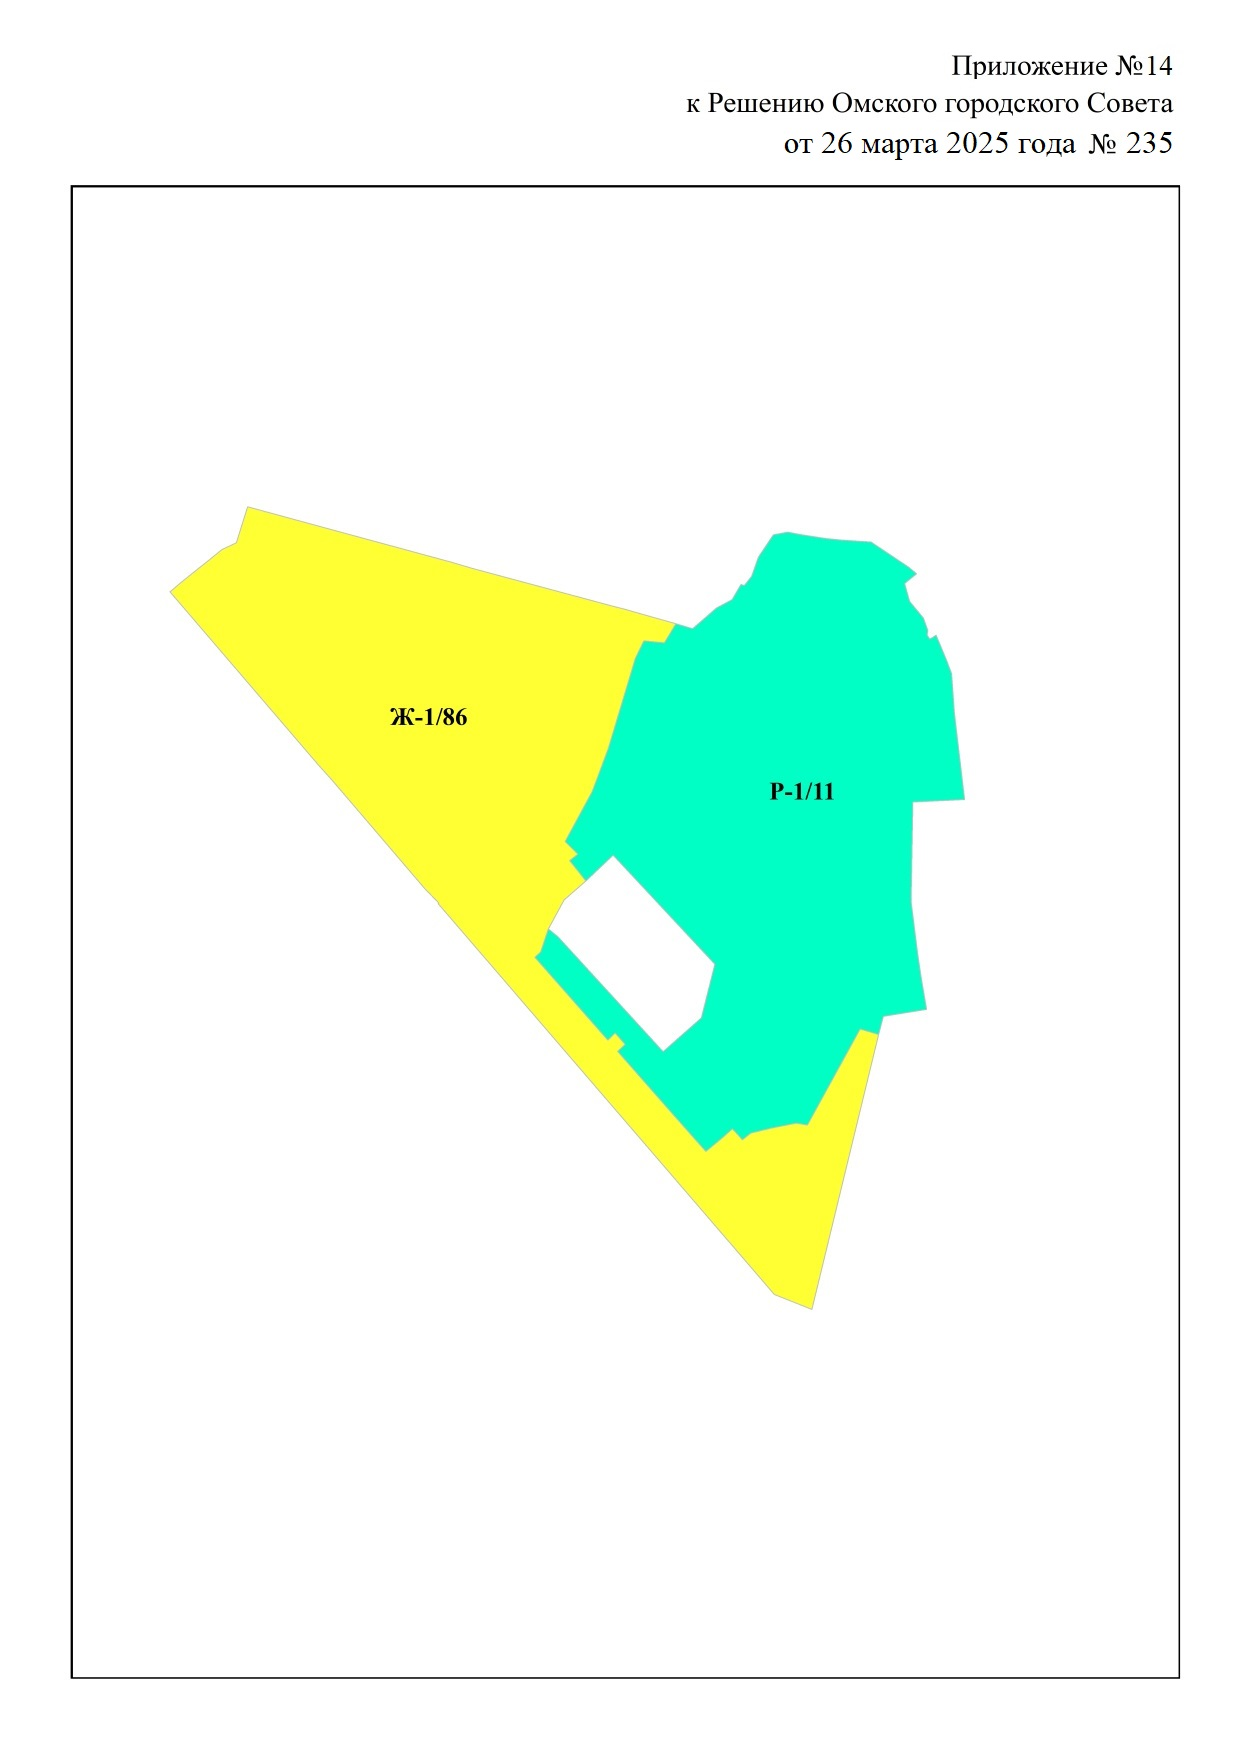 Приложение №14
к Решению Омского городского Совета
от 26 марта 2025 года № 235
Ж-1/86
Р-1/11